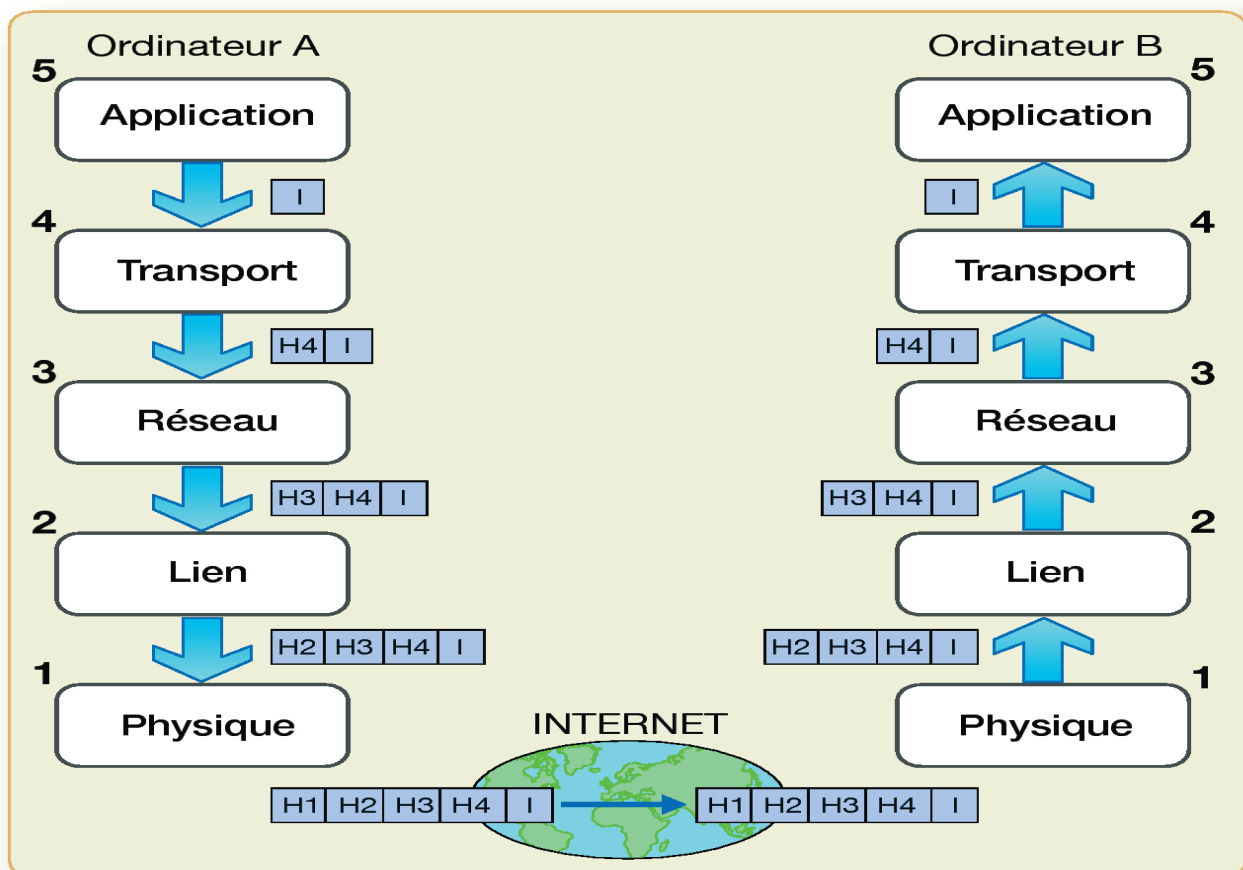 Ordinateur A
Ordinateur B
5
Application
5
Application
I
I
4
Transport
4
Transport
H4 I
H4 I
3
Réseau
3
Réseau
H3 H4 I
H3 H4 I
2
Lien
2
Lien
H2 H3 H4 I
H2 H3 H4 I
1
Physique
1
Physique
INTERNET
H1 H2 H3 H4 I
H1 H2 H3 H4 I